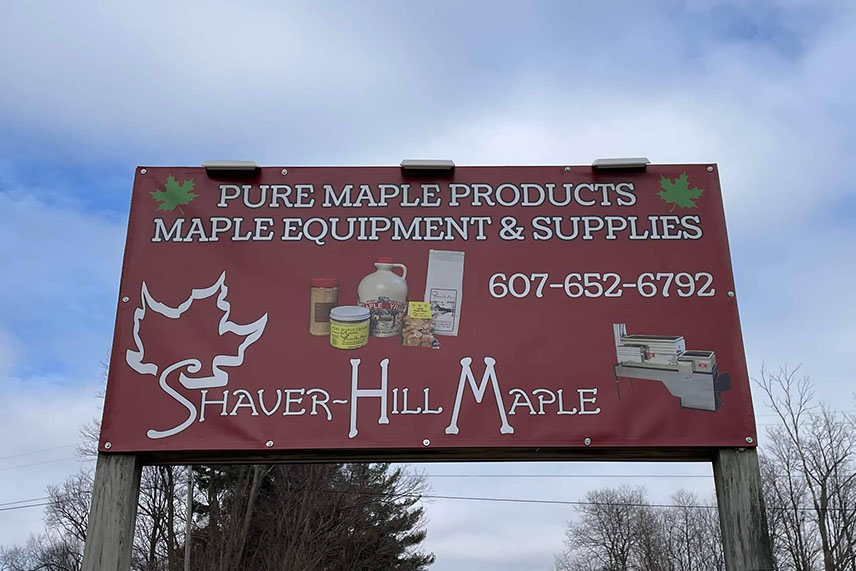 PURE MAPLE PRODUCTS
MAPLE EQUIPMENT & SUPPLIES
607-652-6792
SHAVER-HILL MAPLE